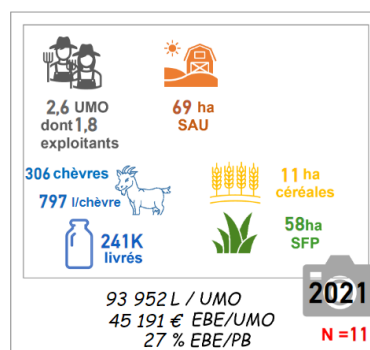 2,6 UMO
dont 1,8
exploitants
69 ha
SAU
306 chèvres
797 l/chèvre
11 ha
céréales
241K
livrés
58ha
SFP
93 952 L / UMO
45 191 € EBE/UMO
27 % EBE/PB
2021
N =11